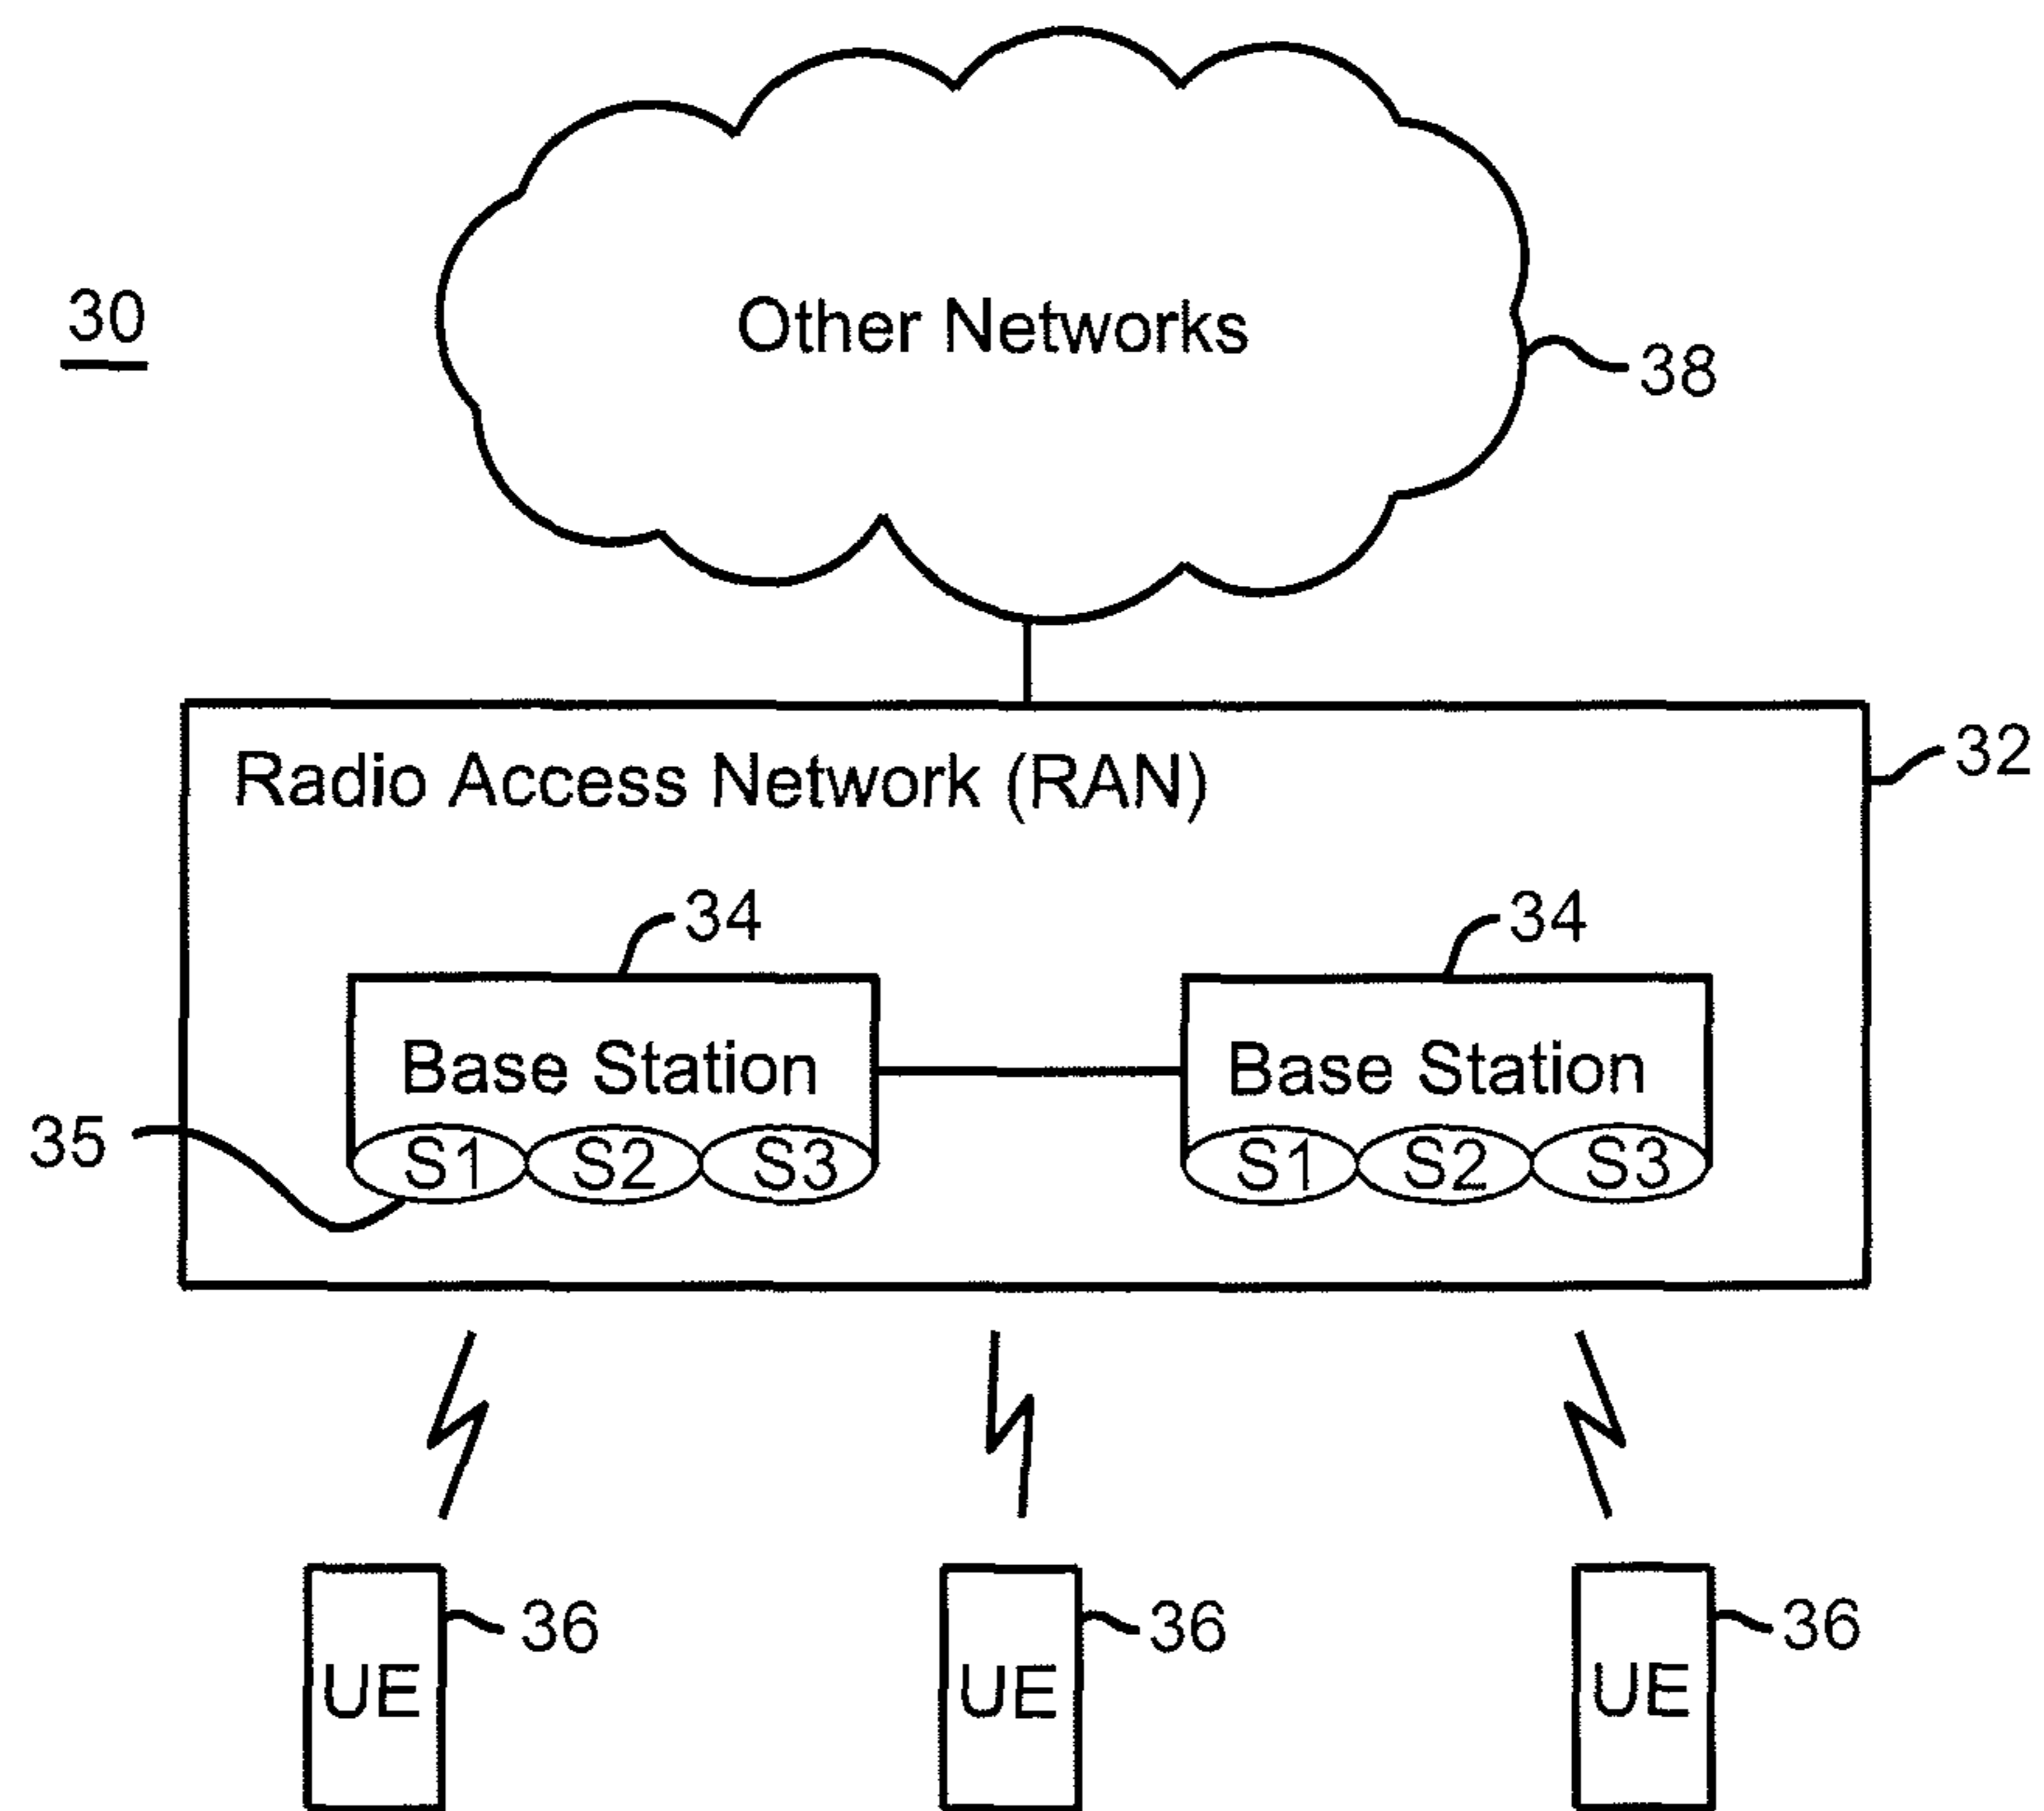 30
Other Networks
38
Radio Access Network (RAN)
32
34
34
Base Station
Base Station
35
S1 S2 S3
S1 S2 S3
36
36
36
UE
UE
UE